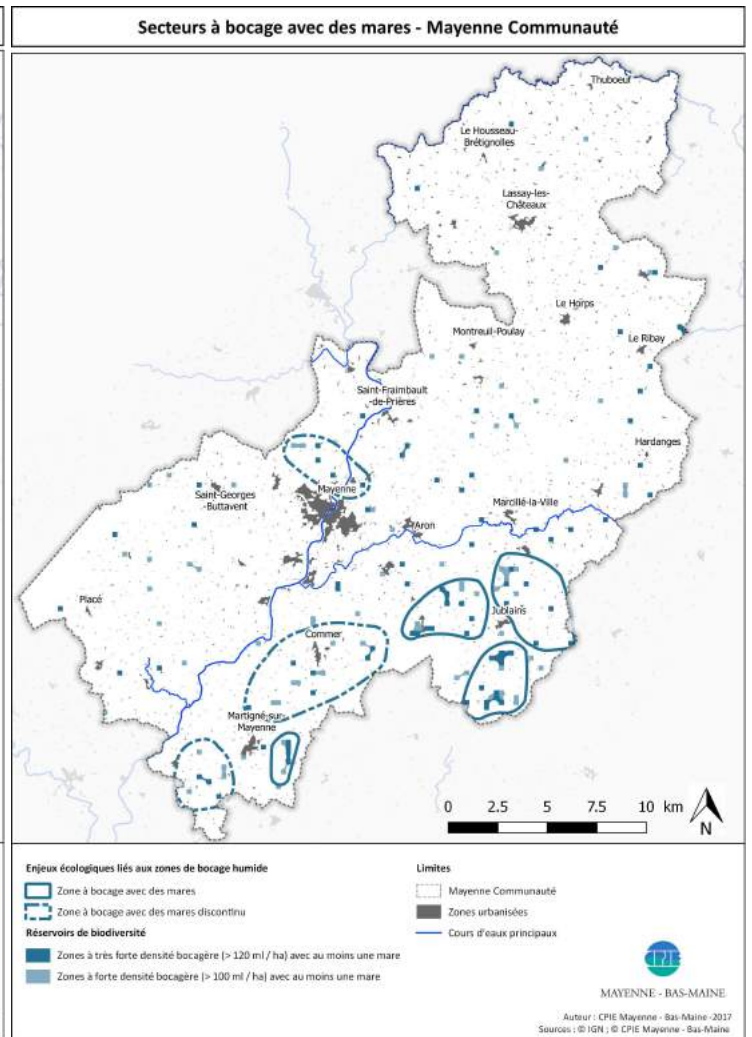 Secteurs à bocage avec des mares - Mayenne Communauté
Thuboeuf
Le Housseau-
Brétignolles
Lassay-les-
Châteaux
Le Horps
Montreuil-Poulay
Le Ribay
Saint-Fraimbault
-de-Prières
Hardanges
Mayenne
Saint-Georges
-Buttavent
Marcillé-la-Ville
Aron
Placé
Jublains
Commer
Martigné-sur-
Mayenne
0 2.5 5 7.5 10 km
N
Enjeux écologiques liés aux zones de bocage humide
Zone à bocage avec des mares
Zone à bocage avec des mares discontinu
Réservoirs de biodiversité
Zones à très forte densité bocagère (> 120 ml / ha) avec au moins une mare
Zones à forte densité bocagère (> 100 ml / ha) avec au moins une mare
Limites
Mayenne Communauté
Zones urbanisées
Cours d'eaux principaux
CPIE
MAYENNE - BAS-MAINE
Auteur : CPIE Mayenne - Bas-Maine -2017
Sources : © IGN ; © CPIE Mayenne - Bas-Maine